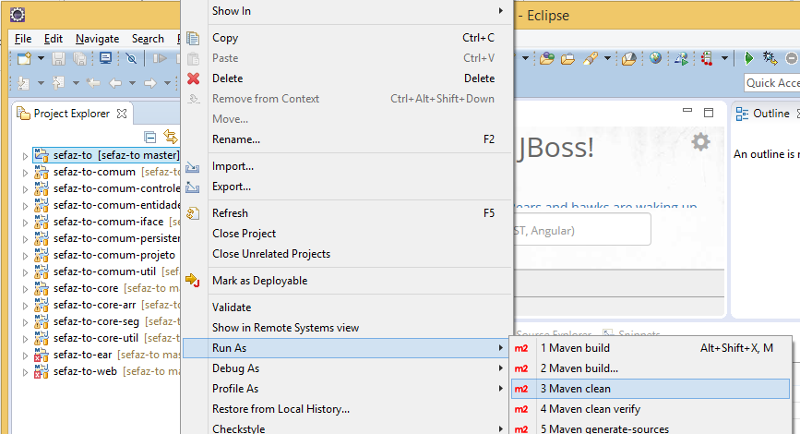 - Eclipse
File Edit Navigate Search
Quick Acce
Project Explorer
sefaz-to [sefaz-to master]
sefaz-to-comum [sefaz-to
sefaz-to-comum-controle
sefaz-to-comum-entidade
sefaz-to-comum-iface [se
sefaz-to-comum-persister
sefaz-to-comum-projeto
sefaz-to-comum-util [sef
sefaz-to-core [sefaz-to m
sefaz-to-core-arr [sefaz-
sefaz-to-core-seg [sefaz-
sefaz-to-core-util [sefaz-
sefaz-to-ear [sefaz-to mas
sefaz-to-web [sefaz-to m
Show In
Copy Ctrl+C
Paste Ctrl+V
Delete Delete
Remove from Context Ctrl+Alt+Shift+Down
Move...
Rename... F2
Import...
Export...
Refresh F5
Close Project
Close Unrelated Projects
Mark as Deployable
Validate
Show in Remote Systems view
Run As
Debug As
Profile As
Restore from Local History...
Checkstyle
m2 1 Maven build Alt+Shift+X, M
m2 2 Maven build...
m2 3 Maven clean
m2 4 Maven clean verify
m2 5 Maven generate-sources
JBoss!
ears and hawks are waking up
ST, Angular)
Source Explorer Snippets
Outline
An outline is n